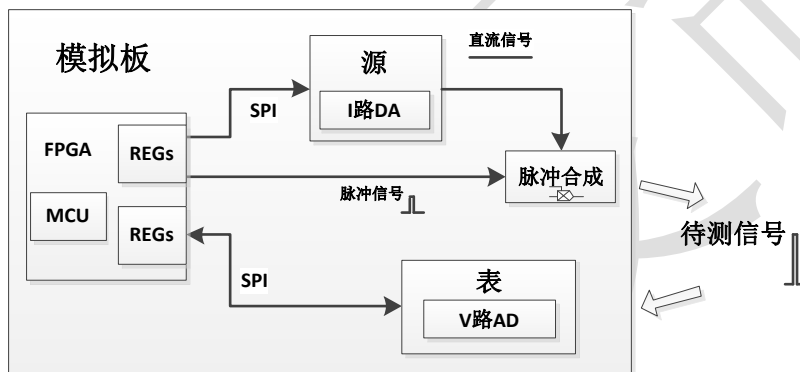 模拟板
源
直流信号
I路DA
SPI
FPGA
REGs
脉冲合成
MCU
脉冲信号
REGs
待测信号
SPI
表
V路AD